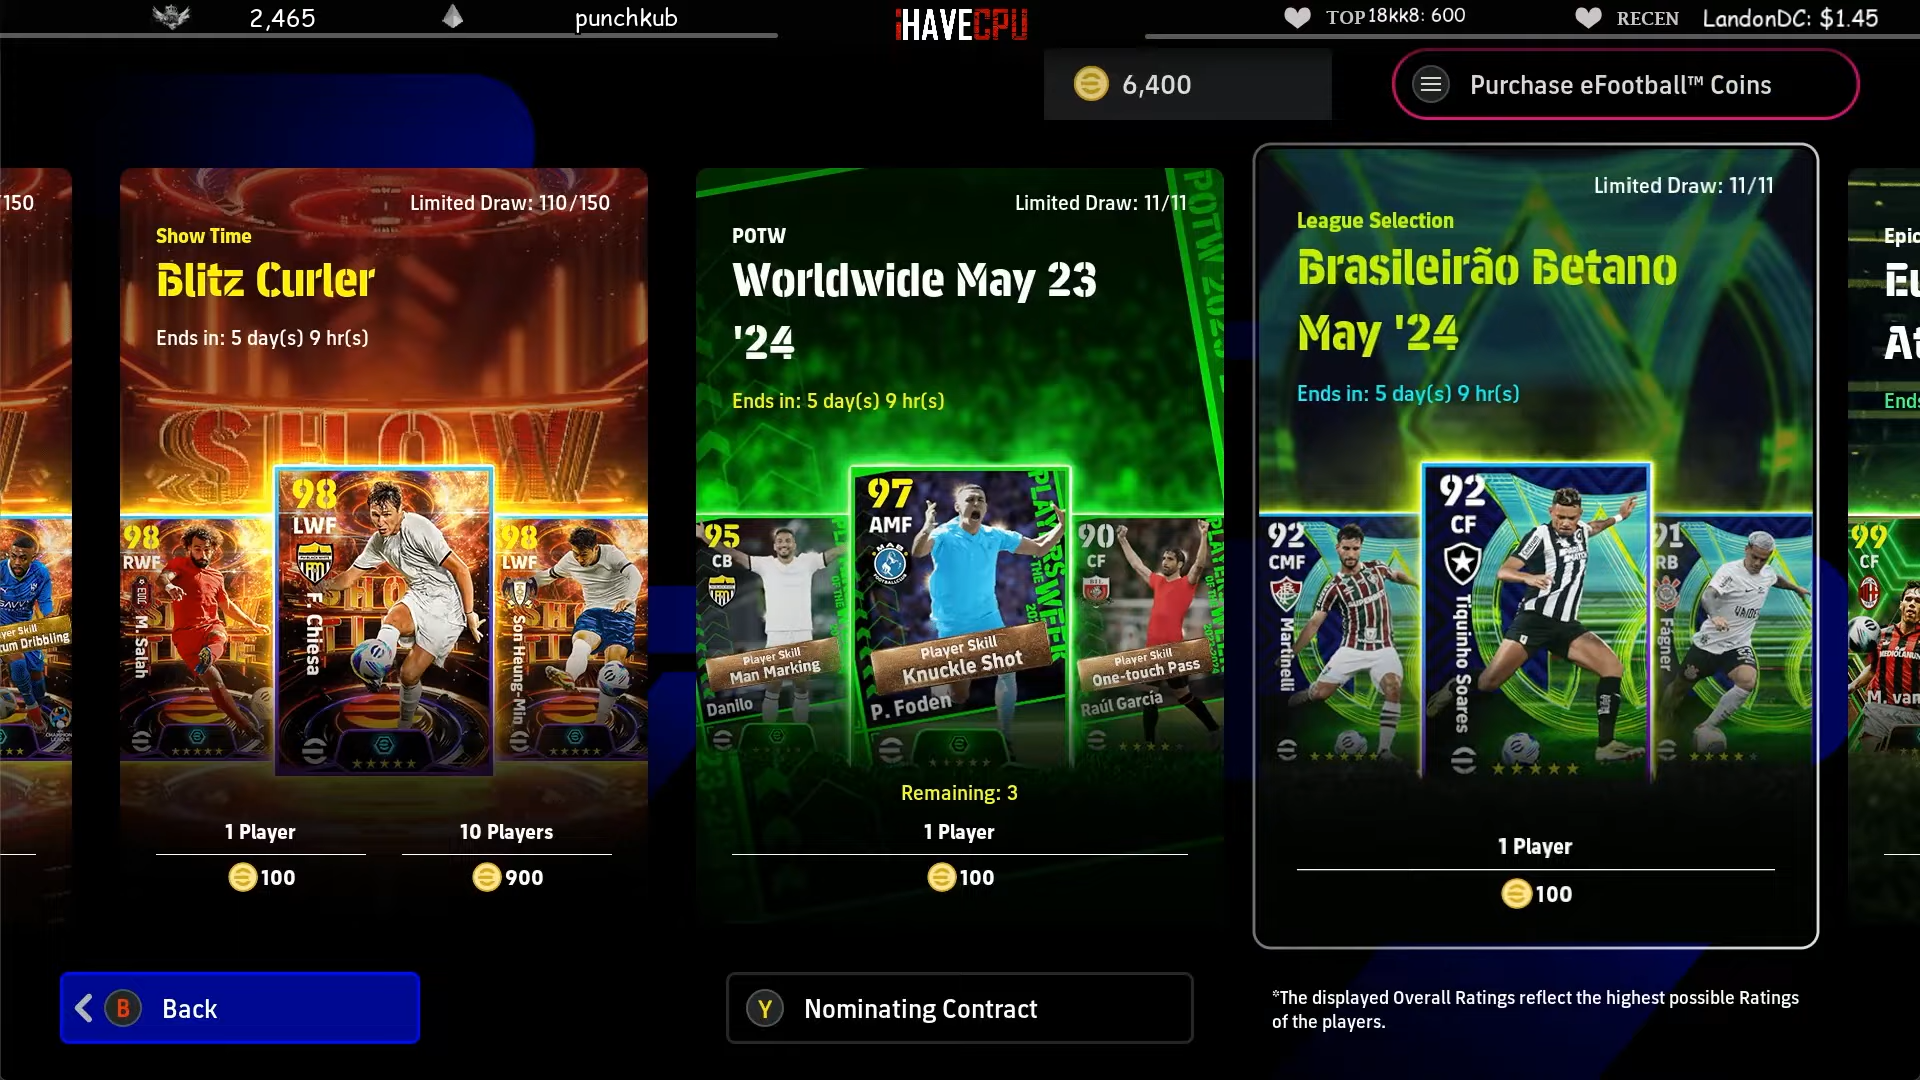 2,465
punchkub
iHAVECPU
TOP 18kk8: 600
RECEN LandonDC: $1.45
6,400
Purchase eFootball™ Coins
/150
Limited Draw: 110/150
Show Time
Blitz Curler
Ends in: 5 day(s) 9 hr(s)
SHOW
98
RWF
M. Salah
98
LWF
F. Chiesa
98
LWF
Son Heung-Min
1 Player
100
10 Players
900
Limited Draw: 11/11
POTW
Worldwide May 23
'24
Ends in: 5 day(s) 9 hr(s)
95
CB
Player Skill
Man Marking
Danilo
97
AMF
Player Skill
Knuckle Shot
P. Foden
90
CF
Player Skill
One-touch Pass
Raúl García
Remaining: 3
1 Player
100
Limited Draw: 11/11
League Selection
Brasileirão Betano
May '24
Ends in: 5 day(s) 9 hr(s)
92
CMF
Martinelli
92
CF
Tiquinho Soares
91
RB
Fagner
1 Player
100
Epic
99
CF
Back
Nominating Contract
*The displayed Overall Ratings reflect the highest possible Ratings
of the players.